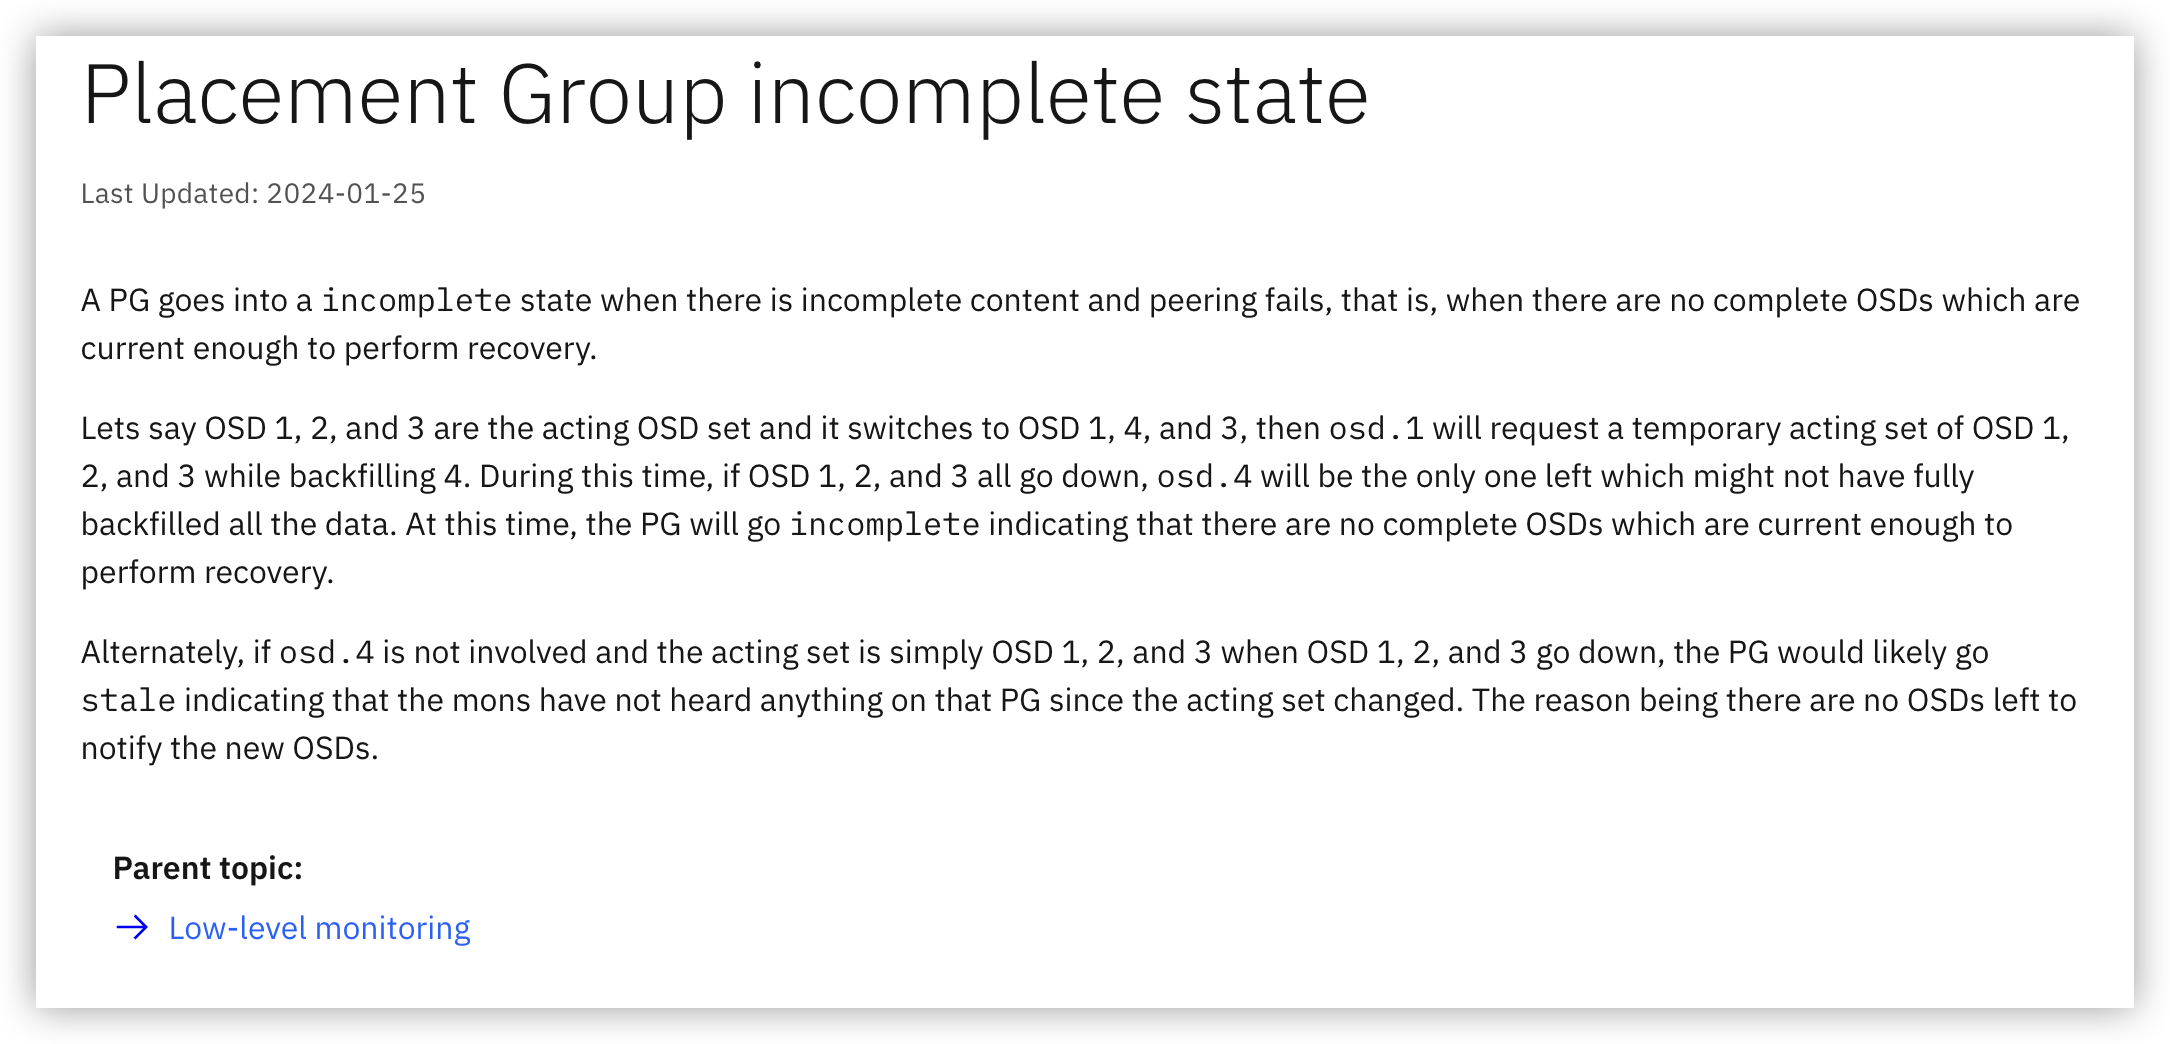 Placement Group incomplete state
Last Updated: 2024-01-25
A PG goes into a incomplete state when there is incomplete content and peering fails, that is, when there are no complete OSDs which are
current enough to perform recovery.
Lets say OSD 1, 2, and 3 are the acting OSD set and it switches to OSD 1, 4, and 3, then osd.1 will request a temporary acting set of OSD 1,
2, and 3 while backfilling 4. During this time, if OSD 1, 2, and 3 all go down, osd.4 will be the only one left which might not have fully
backfilled all the data. At this time, the PG will go incomplete indicating that there are no complete OSDs which are current enough to
perform recovery.
Alternately, if osd.4 is not involved and the acting set is simply OSD 1, 2, and 3 when OSD 1, 2, and 3 go down, the PG would likely go
stale indicating that the mons have not heard anything on that PG since the acting set changed. The reason being there are no OSDs left to
notify the new OSDs.
Parent topic:
→ Low-level monitoring